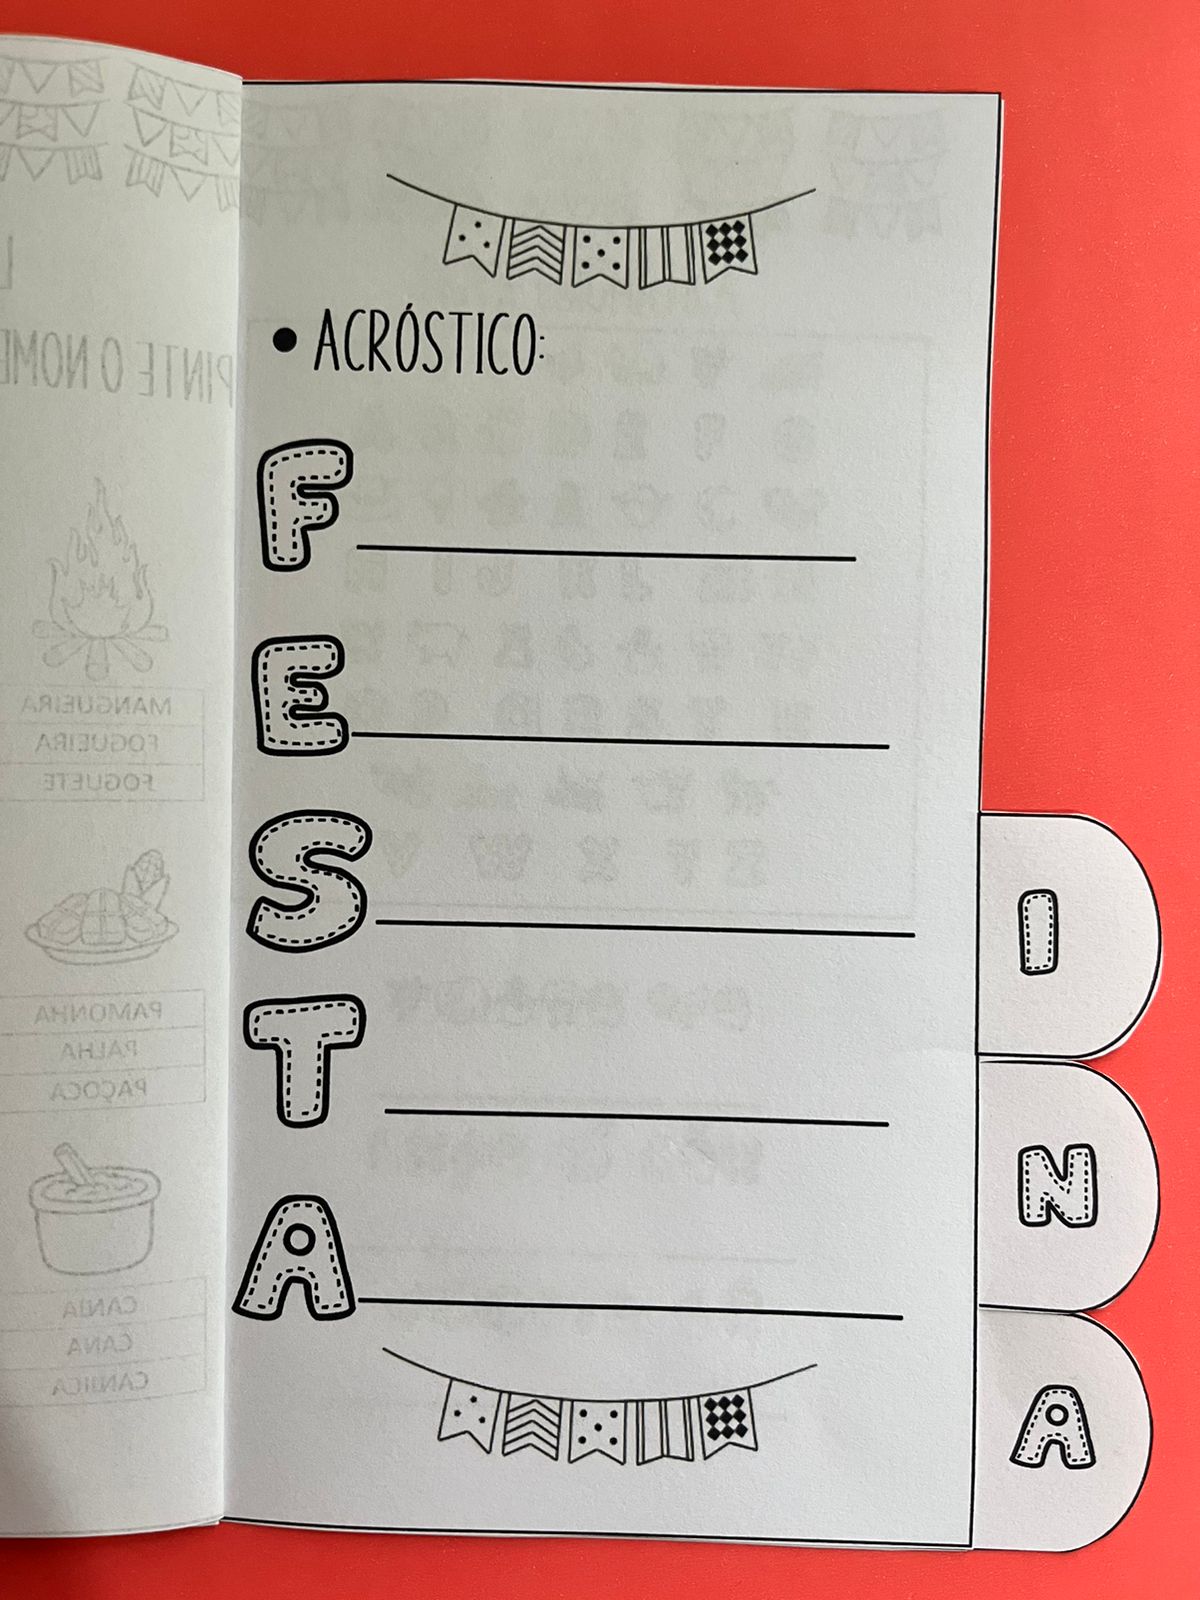 • ACRÓSTICO:
F
E
S
T
A
I
N
A
PINTE O NOME
MANGUEIRA
FOGUEIRA
FOGUETE
PAMONHA
PALHA
PAÇOCA
CANJA
CANA
CANJICA